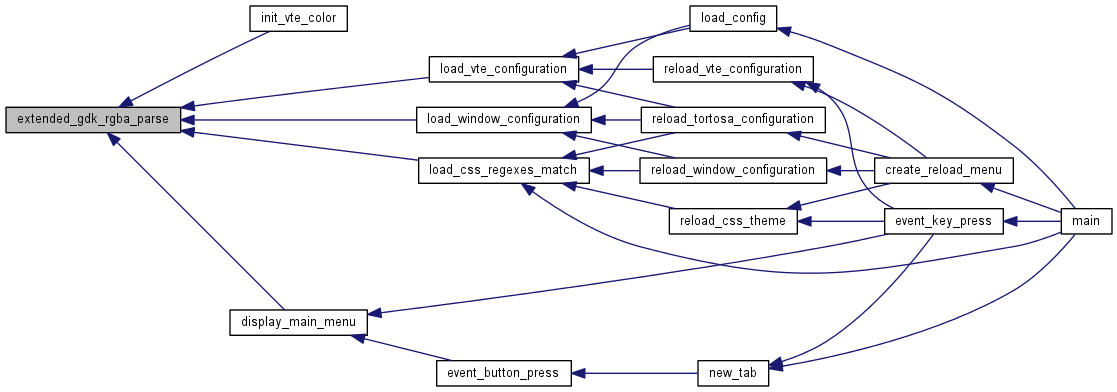 init_vte_color
load_config
load_vte_configuration
reload_vte_configuration
extended_gdk_rgba_parse
load_window_configuration
reload_tortosa_configuration
load_css_regexes_match
reload_window_configuration
create_reload_menu
reload_css_theme
event_key_press
main
display_main_menu
event_button_press
new_tab